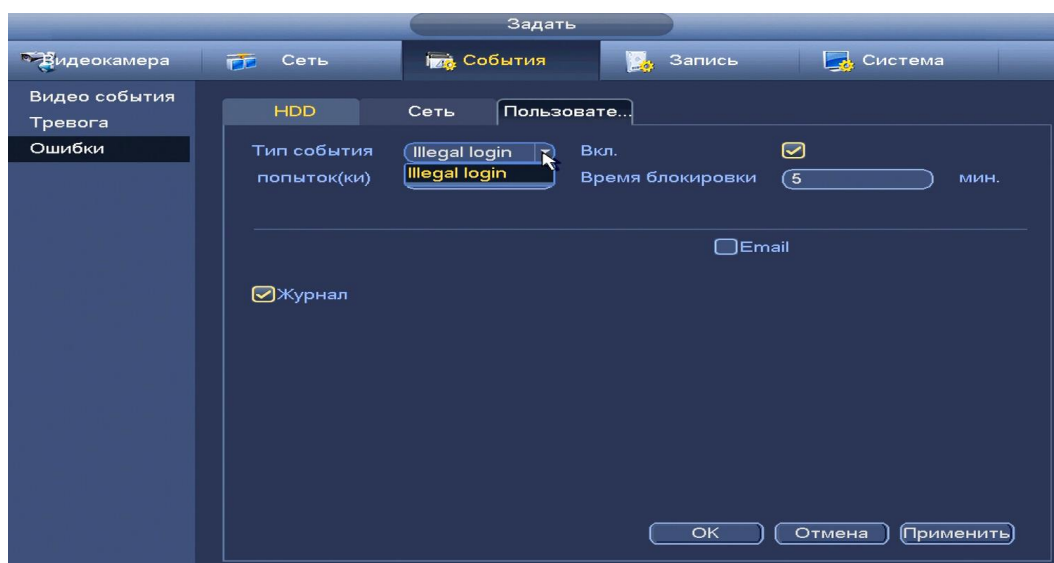 Задать
Видеокамера Сеть События Запись Система
Видео события
Тревога
Ошибки
HDD Сеть Пользовате...
Тип события Illegal login Вкл.
Illegal login
попыток(ки) Время блокировки 5 мин.
Email
Журнал
OK Отмена Применить